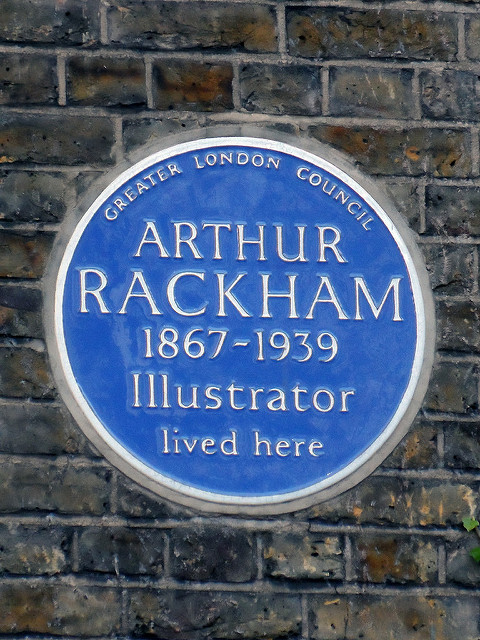 GREATER LONDON COUNCIL
ARTHUR
RACKHAM
1867-1939
Illustrator
lived here